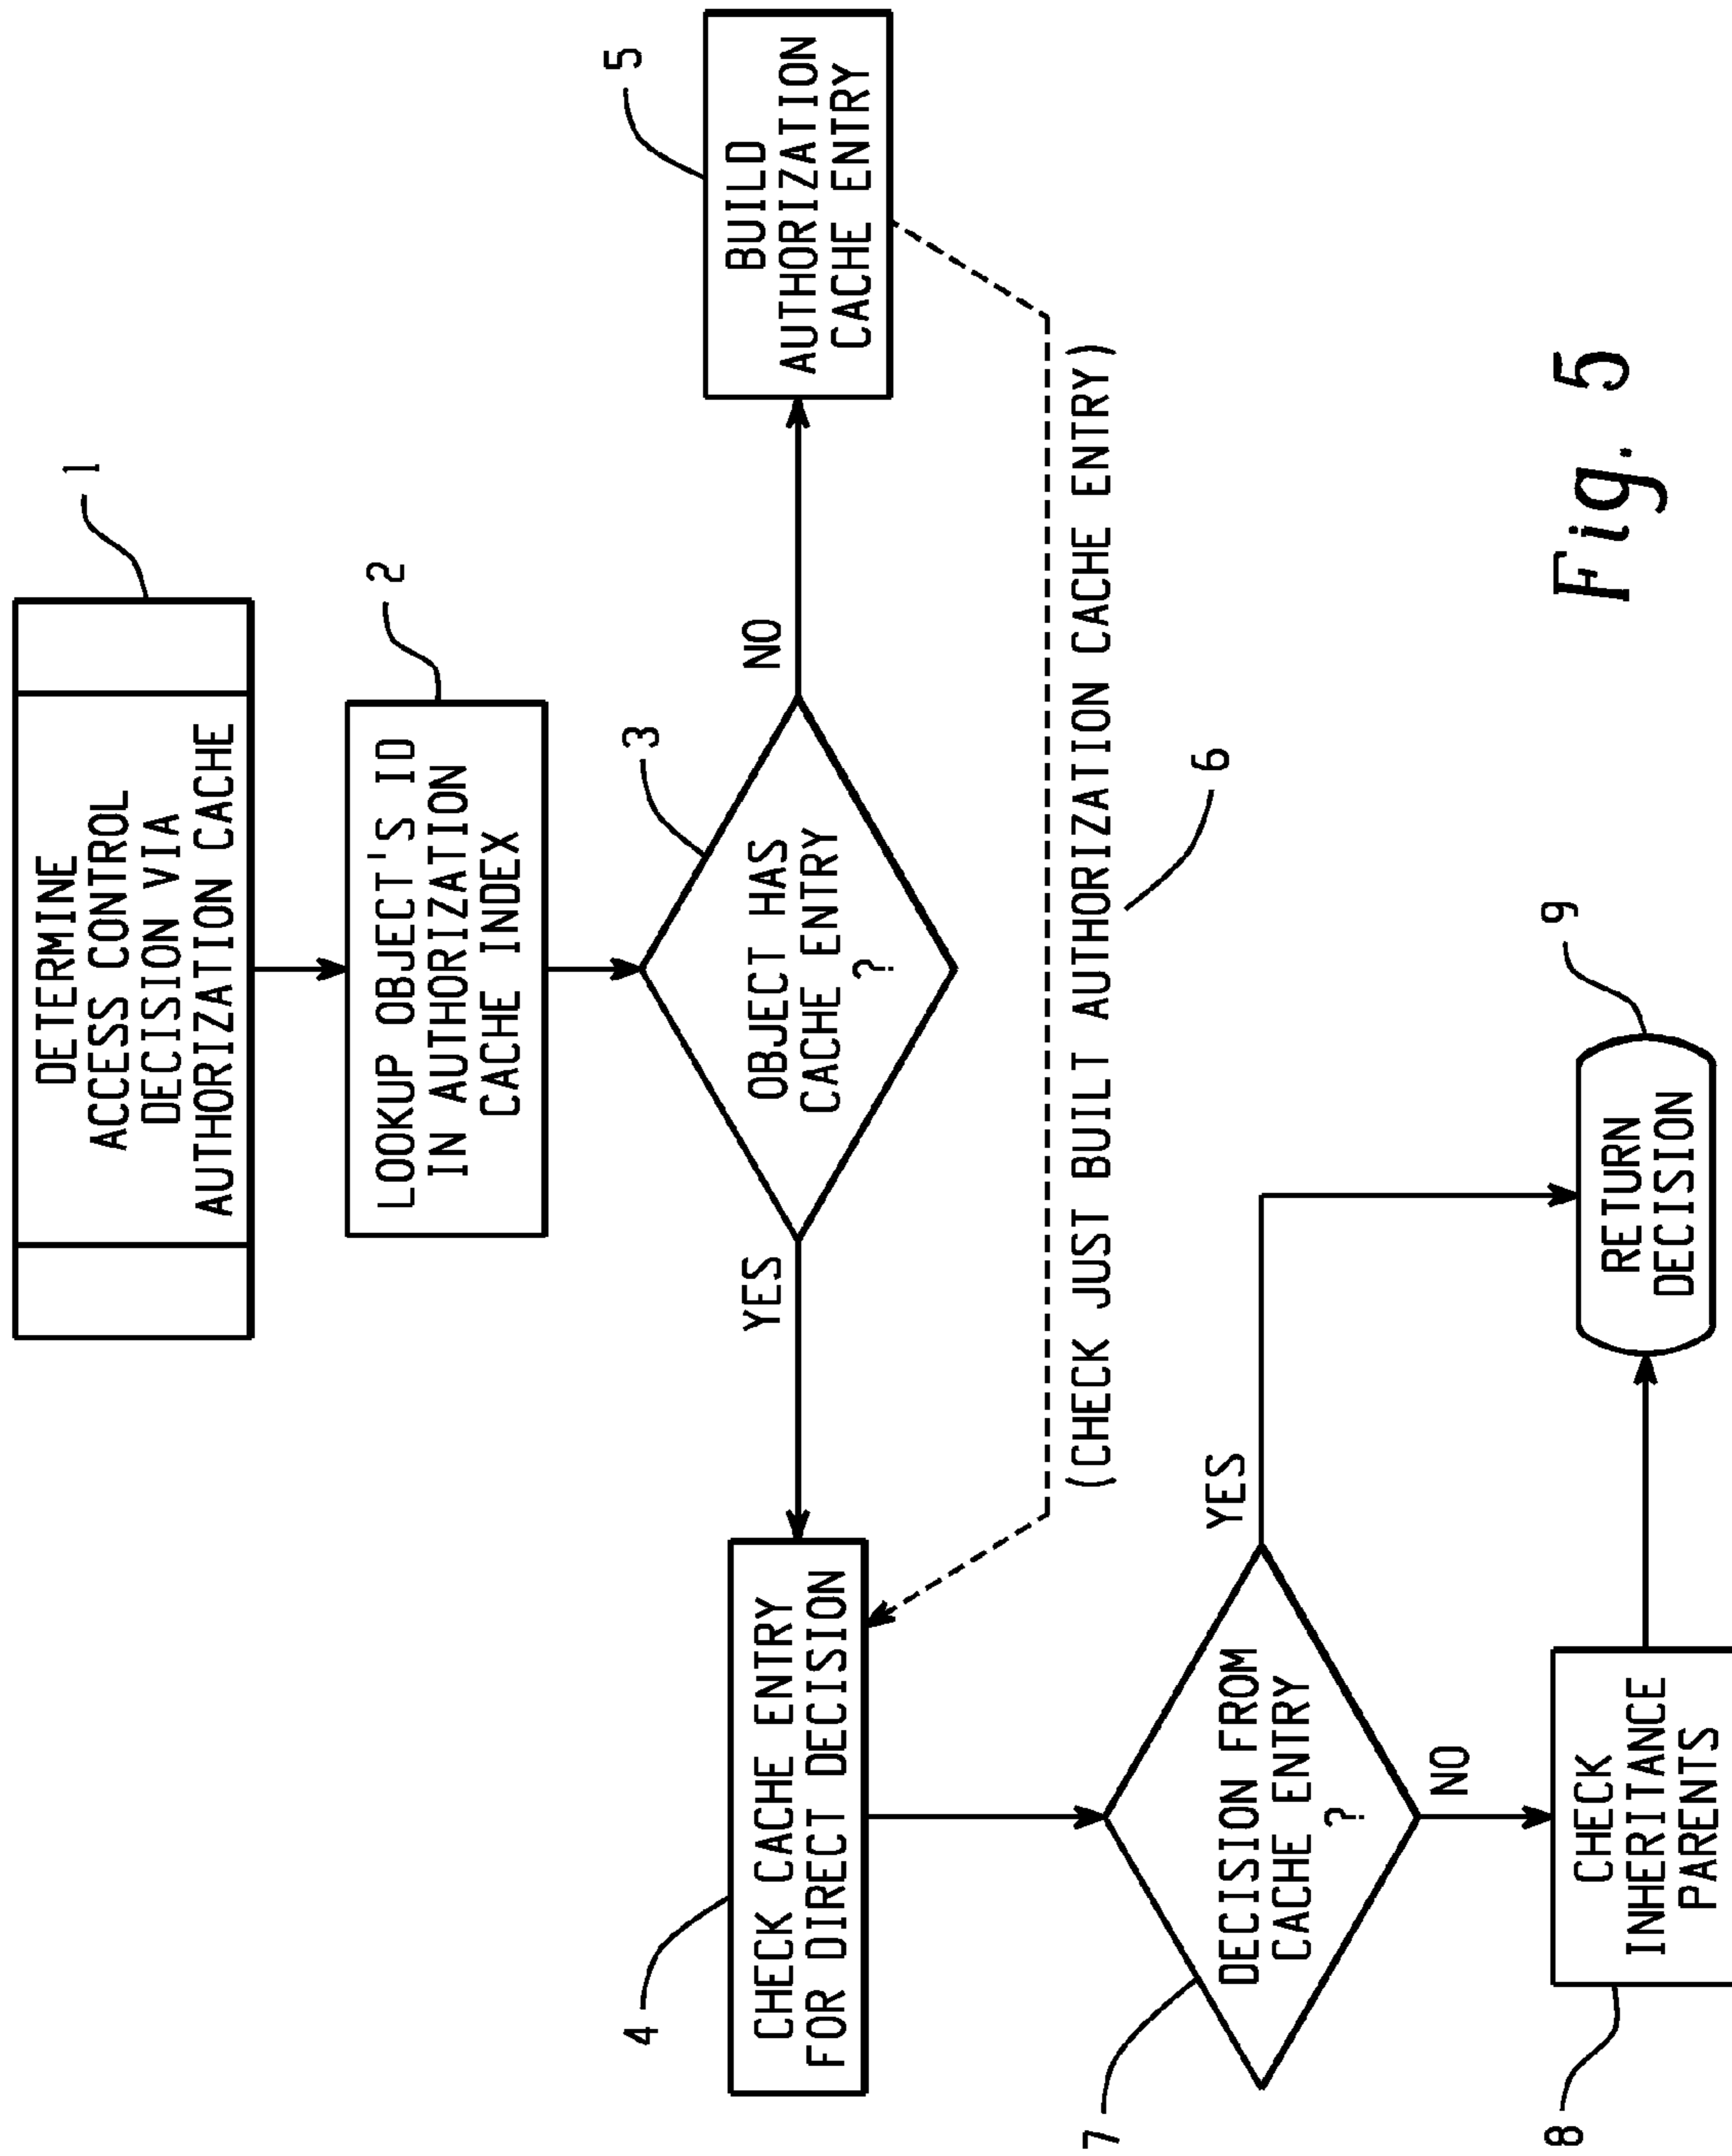 1
DETERMINE
ACCESS CONTROL
DECISION VIA
AUTHORIZATION CACHE
2
LOOKUP OBJECT'S ID
IN AUTHORIZATION
CACHE INDEX
3
OBJECT HAS
CACHE ENTRY
?
YES
NO
4
CHECK CACHE ENTRY
FOR DIRECT DECISION
5
BUILD
AUTHORIZATION
CACHE ENTRY
(CHECK JUST BUILT AUTHORIZATION CACHE ENTRY)
6
7
DECISION FROM
CACHE ENTRY
?
YES
NO
8
CHECK
INHERITANCE
PARENTS
9
RETURN
DECISION
Fig. 5